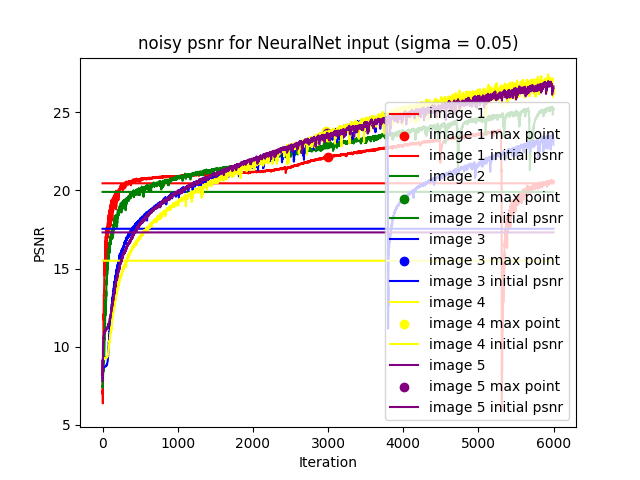 noisy psnr for NeuralNet input (sigma = 0.05)
PSNR
25
20
15
10
5
image 1
image 1 max point
image 1 initial psnr
image 2
image 2 max point
image 2 initial psnr
image 3
image 3 max point
image 3 initial psnr
image 4
image 4 max point
image 4 initial psnr
image 5
image 5 max point
image 5 initial psnr
0 1000 2000 3000 4000 5000 6000
Iteration